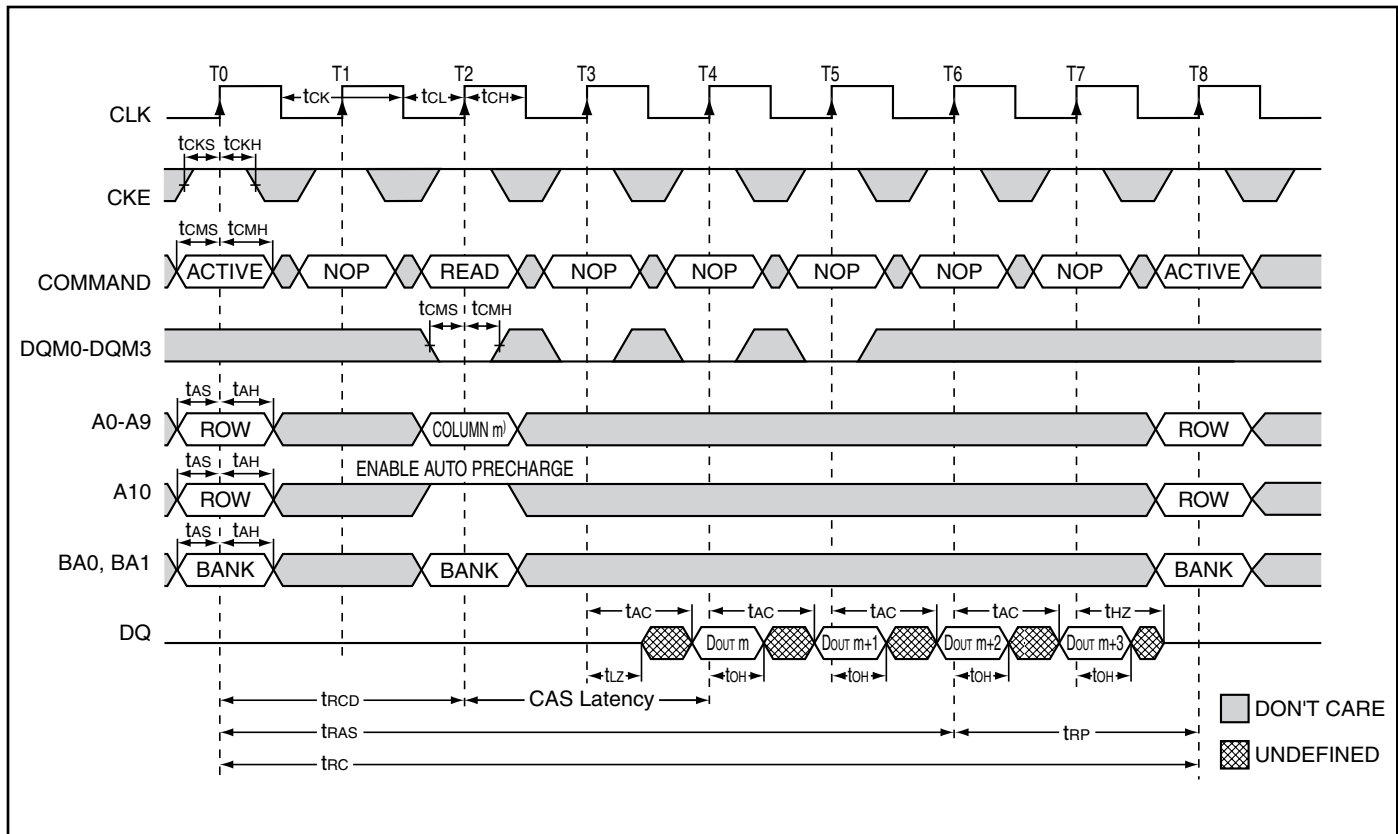 T0 T1 T2 T3 T4 T5 T6 T7 T8
CLK
tCK tCL tCH
tCKS tCKH
CKE
tCMS tCMH
COMMAND
ACTIVE NOP READ NOP NOP NOP NOP NOP ACTIVE
tCMS tCMH
DQM0-DQM3
tAS tAH
A0-A9
ROW COLUMN m) ROW
tAS tAH
ENABLE AUTO PRECHARGE
A10
ROW ROW
tAS tAH
BA0, BA1
BANK BANK BANK
tAC tAC tAC tAC tHZ
DQ
DOUT m DOUT m+1 DOUT m+2 DOUT m+3
tLZ tOH tOH tOH tOH
tRCD CAS Latency
tRAS tRP
tRC
DON'T CARE
UNDEFINED